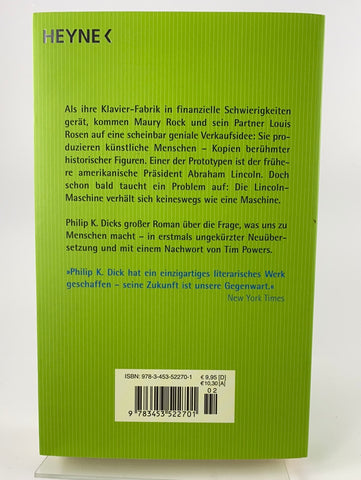 HEYNE
Als ihre Klavier-Fabrik in finanzielle Schwierigkeiten
gerät, kommen Maury Rock und sein Partner Louis
Rosen auf eine scheinbar geniale Verkaufsidee: Sie pro-
duzieren künstliche Menschen – Kopien berühmter
historischer Figuren. Einer der Prototypen ist der frühe-
re amerikanische Präsident Abraham Lincoln. Doch
schon bald taucht ein Problem auf: Die Lincoln-
Maschine verhält sich keineswegs wie eine Maschine.
Philip K. Dicks großer Roman über die Frage, was uns zu
Menschen macht – in erstmals ungekürzter Neuüber-
setzung und mit einem Nachwort von Tim Powers.
»Philip K. Dick hat ein einzigartiges literarisches Werk
geschaffen – seine Zukunft ist unsere Gegenwart.«
New York Times
ISBN: 978-3-453-52270-1
€ 9,95 [D]
€ 10,30 [A]
0 2
9 783453 522701